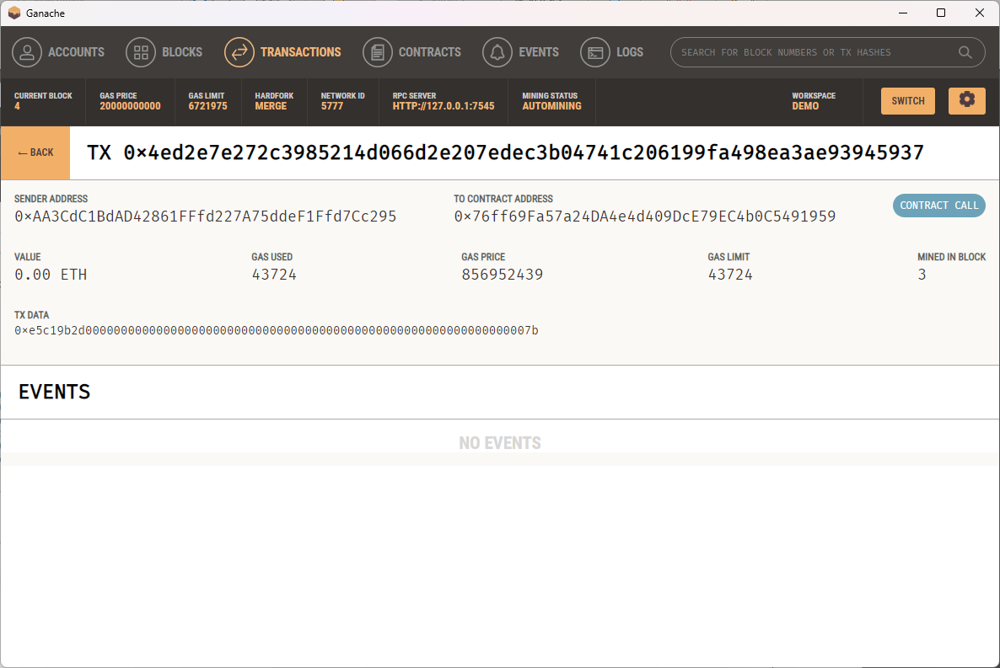 Ganache
ACCOUNTS BLOCKS TRANSACTIONS CONTRACTS EVENTS LOGS SEARCH FOR BLOCK NUMBERS OR TX HASHES
CURRENT BLOCK GAS PRICE GAS LIMIT HARDFORK NETWORK ID RPC SERVER MINING STATUS WORKSPACE
4 20000000000 6721975 MERGE 5777 HTTP://127.0.0.1:7545 AUTOMINING DEMO
SWITCH
← BACK TX 0×4ed2e7e272c3985214d066d2e207edec3b04741c206199fa498ea3ae93945937
SENDER ADDRESS TO CONTRACT ADDRESS
0×AA3CdC1BdAD42861FFfd227A75ddeF1Ffd7Cc295 0×76ff69Fa57a24DA4e4d409DcE79EC4b0C5491959
CONTRACT CALL
VALUE GAS USED GAS PRICE GAS LIMIT MINED IN BLOCK
0.00 ETH 43724 856952439 43724 3
TX DATA
0×e5c19b2d000000000000000000000000000000000000000000000000000000000000007b
EVENTS
NO EVENTS